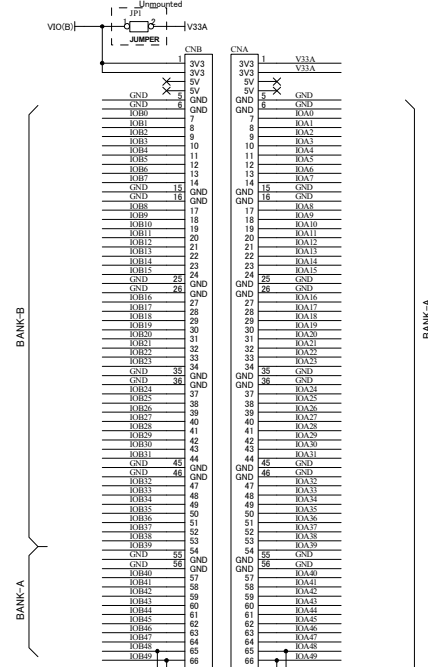 Unmounted
JP1
VIO(B) 1 2 V33A
JUMPER
CNB CNA
1 3V3 3V3 1 V33A
3V3 3V3 V33A
5V 5V
5V 5V
GND 5 GND GND 5 GND
GND 6 GND GND 6 GND
IOB0 7 7 IOA0
IOB1 8 8 IOA1
IOB2 9 9 IOA2
IOB3 10 10 IOA3
IOB4 11 11 IOA4
IOB5 12 12 IOA5
IOB6 13 13 IOA6
IOB7 14 14 IOA7
GND 15 GND GND 15 GND
GND 16 GND GND 16 GND
IOB8 17 17 IOA8
IOB9 18 18 IOA9
IOB10 19 19 IOA10
IOB11 20 20 IOA11
IOB12 21 21 IOA12
IOB13 22 22 IOA13
IOB14 23 23 IOA14
IOB15 24 24 IOA15
GND 25 GND GND 25 GND
GND 26 GND GND 26 GND
IOB16 27 27 IOA16
IOB17 28 28 IOA17
IOB18 29 29 IOA18
IOB19 30 30 IOA19
IOB20 31 31 IOA20
IOB21 32 32 IOA21
IOB22 33 33 IOA22
IOB23 34 34 IOA23
GND 35 GND GND 35 GND
GND 36 GND GND 36 GND
IOB24 37 37 IOA24
IOB25 38 38 IOA25
IOB26 39 39 IOA26
IOB27 40 40 IOA27
IOB28 41 41 IOA28
IOB29 42 42 IOA29
IOB30 43 43 IOA30
IOB31 44 44 IOA31
GND 45 GND GND 45 GND
GND 46 GND GND 46 GND
IOB32 47 47 IOA32
IOB33 48 48 IOA33
IOB34 49 49 IOA34
IOB35 50 50 IOA35
IOB36 51 51 IOA36
IOB37 52 52 IOA37
IOB38 53 53 IOA38
IOB39 54 54 IOA39
GND 55 GND GND 55 GND
GND 56 GND GND 56 GND
IOB40 57 57 IOA40
IOB41 58 58 IOA41
IOB42 59 59 IOA42
IOB43 60 60 IOA43
IOB44 61 61 IOA44
IOB45 62 62 IOA45
IOB46 63 63 IOA46
IOB47 64 64 IOA47
IOB48 65 65 IOA48
IOB49 66 66 IOA49
BANK-B
BANK-A
BANK-A